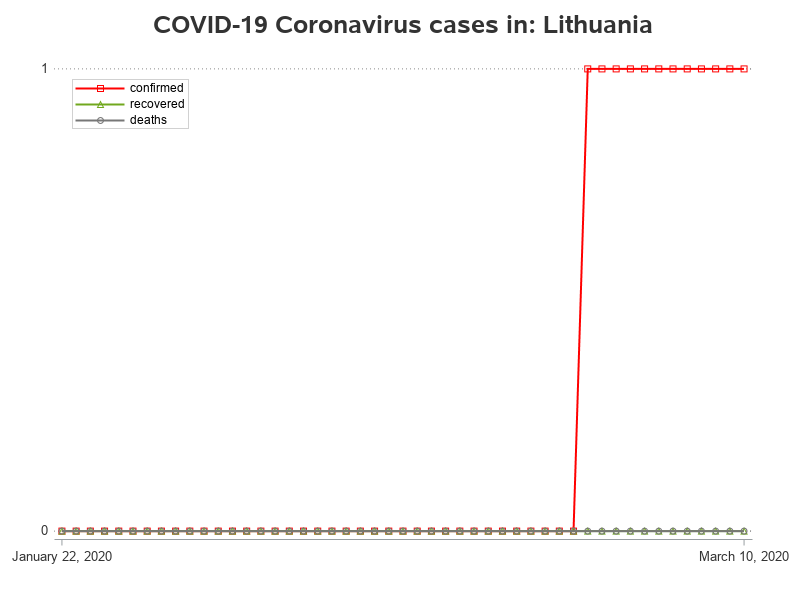 COVID-19 Coronavirus cases in: Lithuania
1
confirmed
recovered
deaths
0
January 22, 2020
March 10, 2020